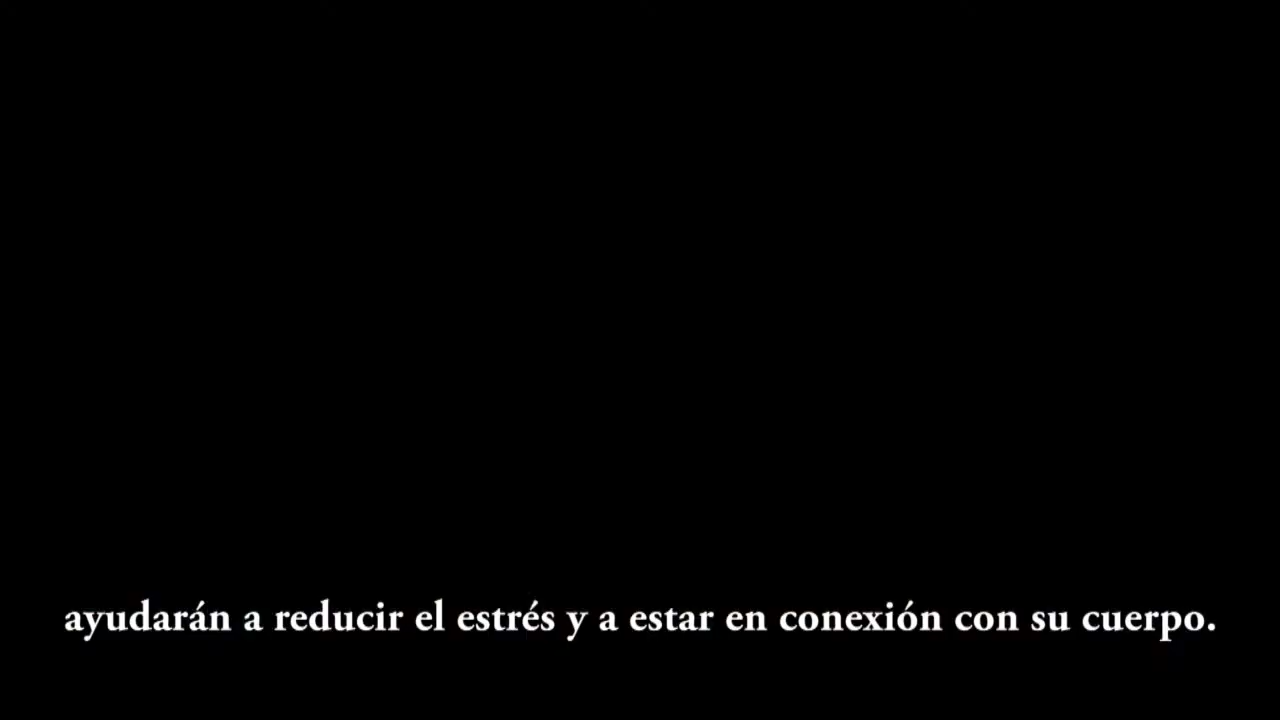 ayudarán a reducir el estrés y a estar en conexión con su cuerpo.